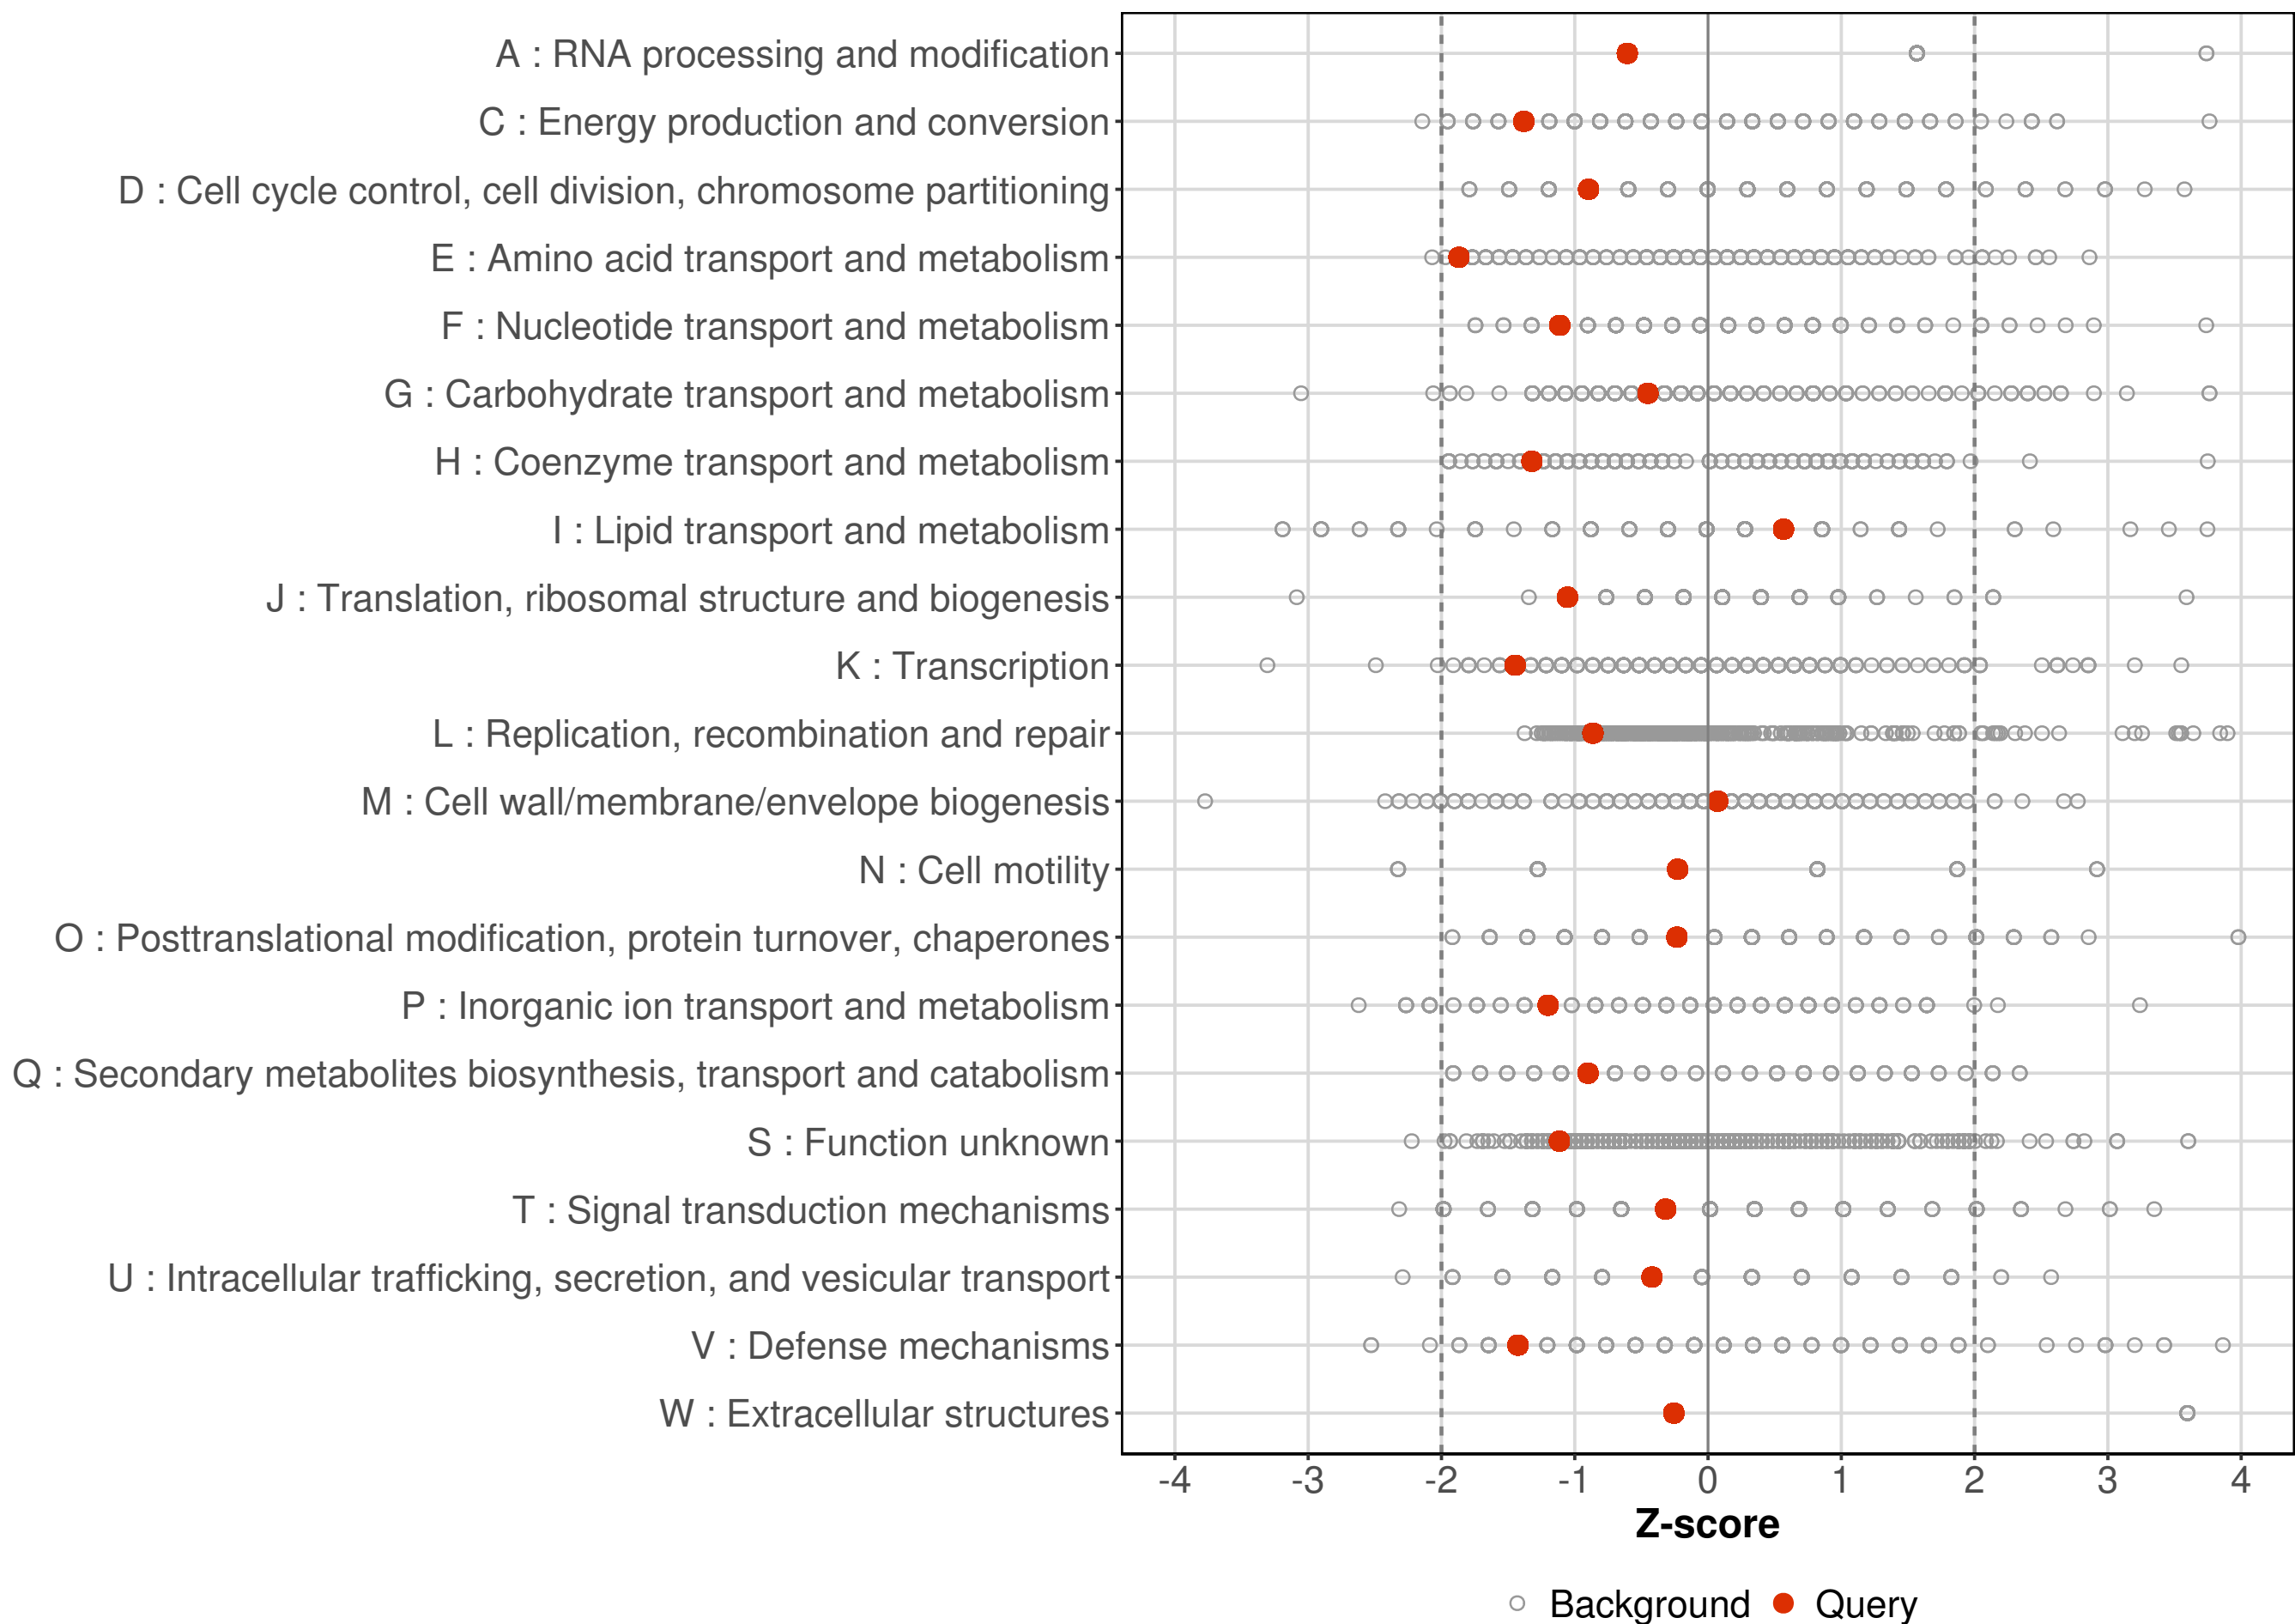 A : RNA processing and modification
C : Energy production and conversion
D : Cell cycle control, cell division, chromosome partitioning
E : Amino acid transport and metabolism
F : Nucleotide transport and metabolism
G : Carbohydrate transport and metabolism
H : Coenzyme transport and metabolism
I : Lipid transport and metabolism
J : Translation, ribosomal structure and biogenesis
K : Transcription
L : Replication, recombination and repair
M : Cell wall/membrane/envelope biogenesis
N : Cell motility
O : Posttranslational modification, protein turnover, chaperones
P : Inorganic ion transport and metabolism
Q : Secondary metabolites biosynthesis, transport and catabolism
S : Function unknown
T : Signal transduction mechanisms
U : Intracellular trafficking, secretion, and vesicular transport
V : Defense mechanisms
W : Extracellular structures
-4 -3 -2 -1 0 1 2 3 4
Z-score
Background Query